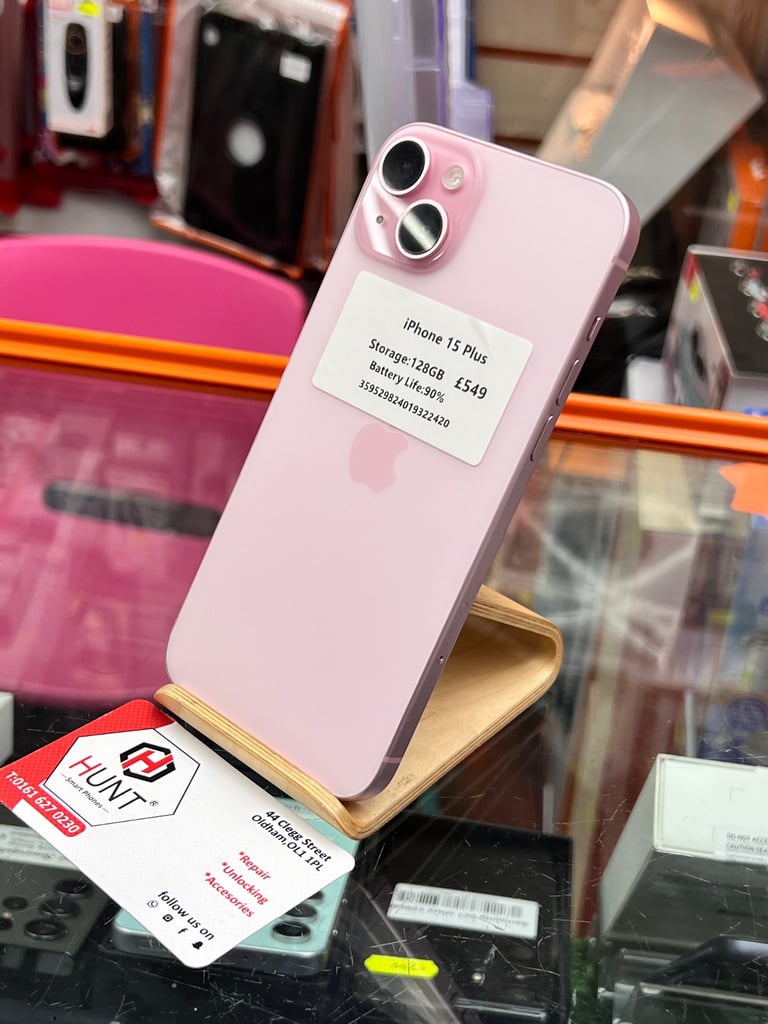 iPhone 15 Plus
Storage:128GB £549
Battery Life:90%
359529824019322420
HUNT®
Smart Phones
T:0161 627 0230
44 Clegg Street
Oldham,OL1 1PL
*Repair
*Unlocking
*Accesories
follow us on